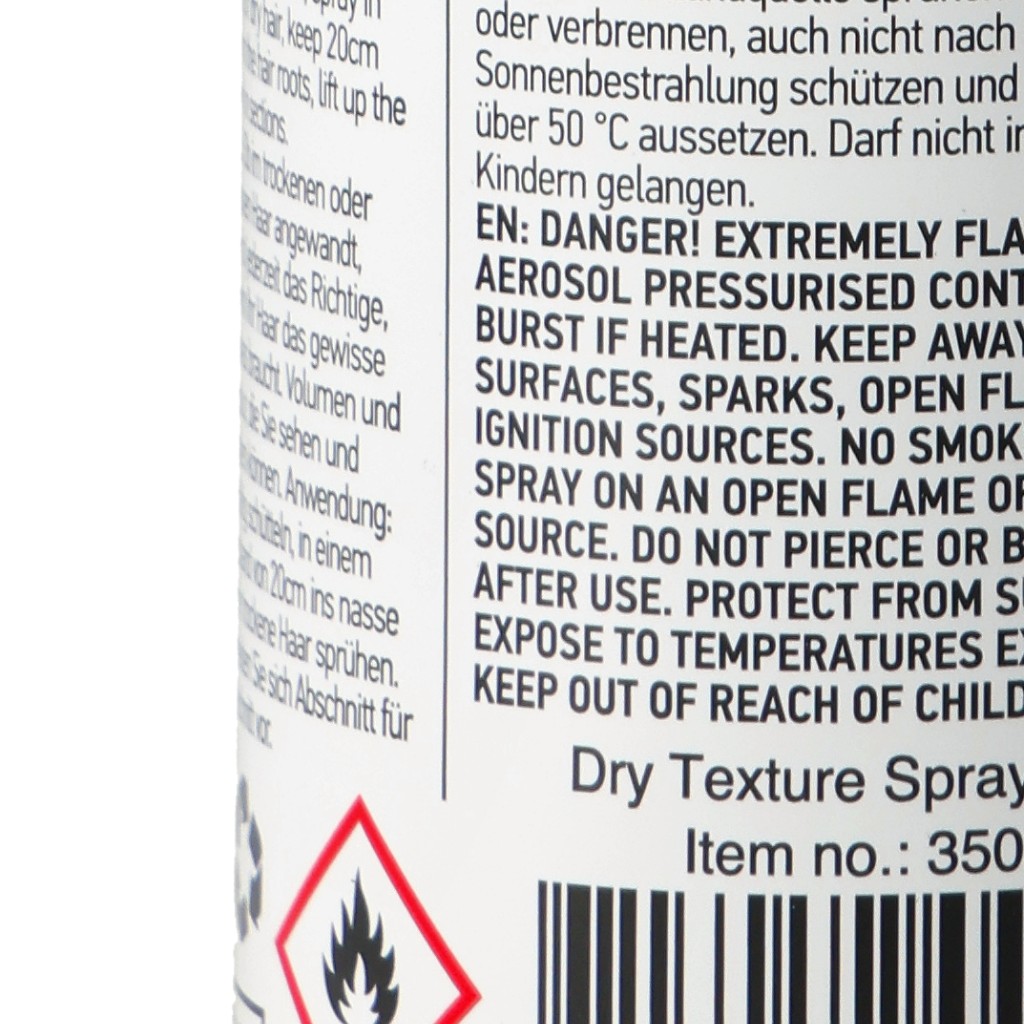 hair, keep 20cm
hair roots, lift up the
sections.
trockenen oder
Haar angewandt,
das Richtige,
Haar das gewisse
braucht. Volumen und
die Sie sehen und
können. Anwendung:
schütteln, in einem
von 20cm ins nasse
Haar sprühen.
Sie sich Abschnitt für
vor.
oder verbrennen, auch nicht nach
Sonnenbestrahlung schützen und
über 50 °C aussetzen. Darf nicht in
Kindern gelangen.
EN: DANGER! EXTREMELY FLA
AEROSOL PRESSURISED CONT
BURST IF HEATED. KEEP AWAY
SURFACES, SPARKS, OPEN FL
IGNITION SOURCES. NO SMOK
SPRAY ON AN OPEN FLAME OR
SOURCE. DO NOT PIERCE OR B
AFTER USE. PROTECT FROM S
EXPOSE TO TEMPERATURES EX
KEEP OUT OF REACH OF CHILD
Dry Texture Spray
Item no.: 350